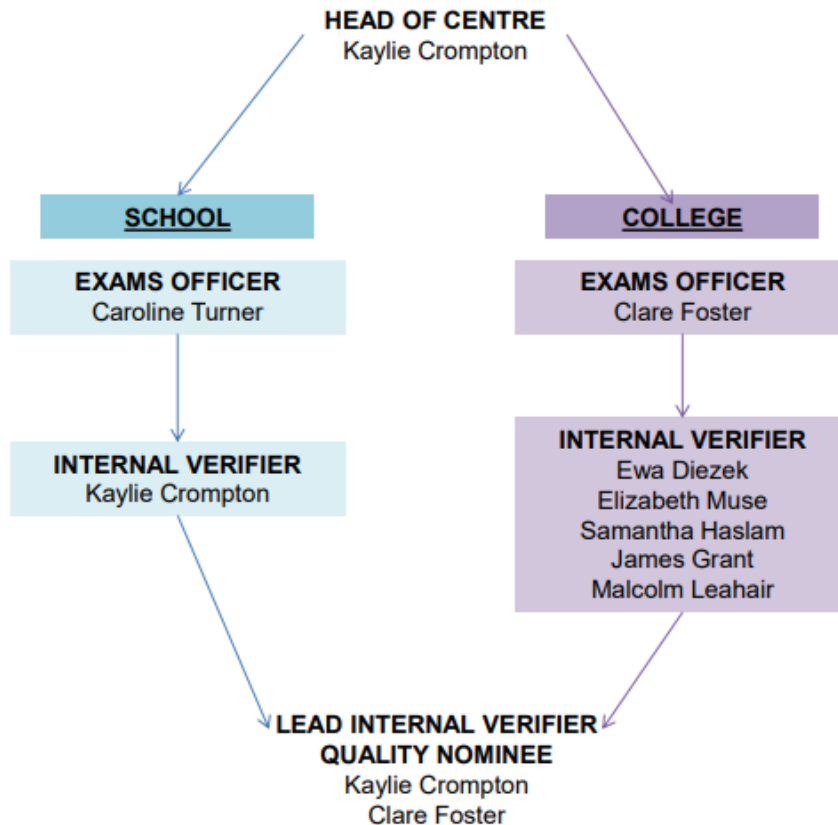 HEAD OF CENTRE
Kaylie Crompton
SCHOOL
EXAMS OFFICER
Caroline Turner
INTERNAL VERIFIER
Kaylie Crompton
COLLEGE
EXAMS OFFICER
Clare Foster
INTERNAL VERIFIER
Ewa Diezek
Elizabeth Muse
Samantha Haslam
James Grant
Malcolm Leahair
LEAD INTERNAL VERIFIER
QUALITY NOMINEE
Kaylie Crompton
Clare Foster